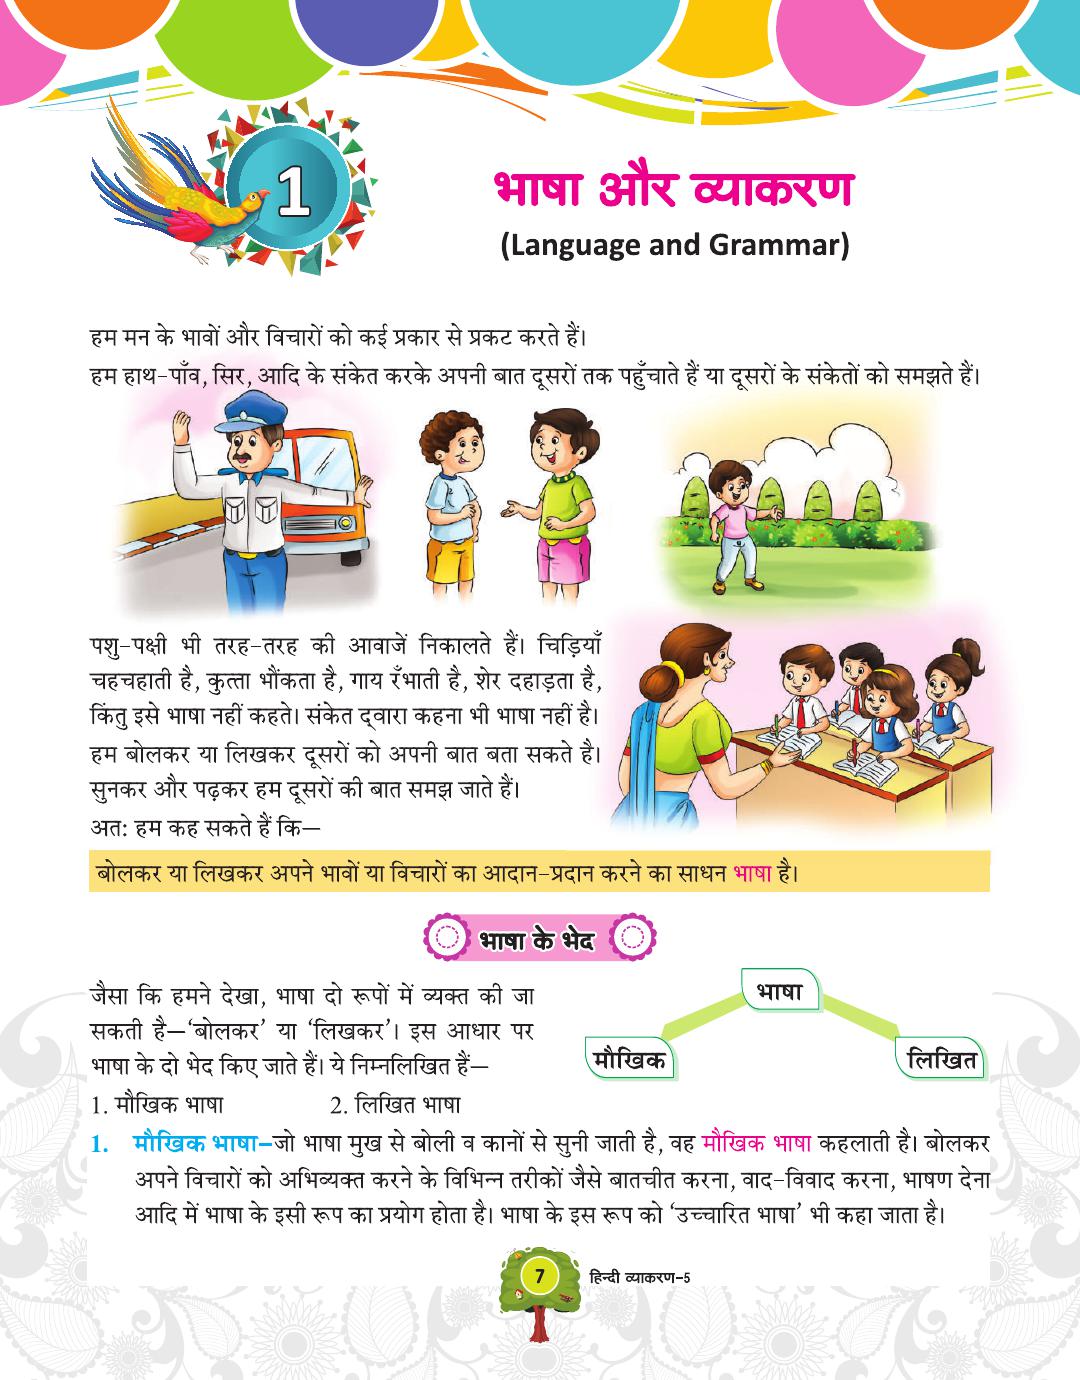 1
भाषा और व्याकरण
(Language and Grammar)
हम मन के भावों और विचारों को कई प्रकार से प्रकट करते हैं।
हम हाथ-पाँव, सिर, आदि के संकेत करके अपनी बात दूसरों तक पहुँचाते हैं या दूसरों के संकेतों को समझते हैं।
पशु-पक्षी भी तरह-तरह की आवाजें निकालते हैं। चिड़ियाँ
चहचहाती है, कुत्ता भौंकता है, गाय रँभाती है, शेर दहाड़ता है,
किंतु इसे भाषा नहीं कहते। संकेत द्वारा कहना भी भाषा नहीं है।
हम बोलकर या लिखकर दूसरों को अपनी बात बता सकते है।
सुनकर और पढ़कर हम दूसरों की बात समझ जाते हैं।
अत: हम कह सकते हैं कि—
बोलकर या लिखकर अपने भावों या विचारों का आदान-प्रदान करने का साधन भाषा है।
भाषा के भेद
जैसा कि हमने देखा, भाषा दो रूपों में व्यक्त की जा
सकती है—‘बोलकर’ या ‘लिखकर’। इस आधार पर
भाषा के दो भेद किए जाते हैं। ये निम्नलिखित हैं—
भाषा
मौखिक लिखित
1. मौखिक भाषा 2. लिखित भाषा
1. मौखिक भाषा–जो भाषा मुख से बोली व कानों से सुनी जाती है, वह मौखिक भाषा कहलाती है। बोलकर
अपने विचारों को अभिव्यक्त करने के विभिन्न तरीकों जैसे बातचीत करना, वाद-विवाद करना, भाषण देना
आदि में भाषा के इसी रूप का प्रयोग होता है। भाषा के इस रूप को ‘उच्चारित भाषा’ भी कहा जाता है।
7 हिन्दी व्याकरण-5